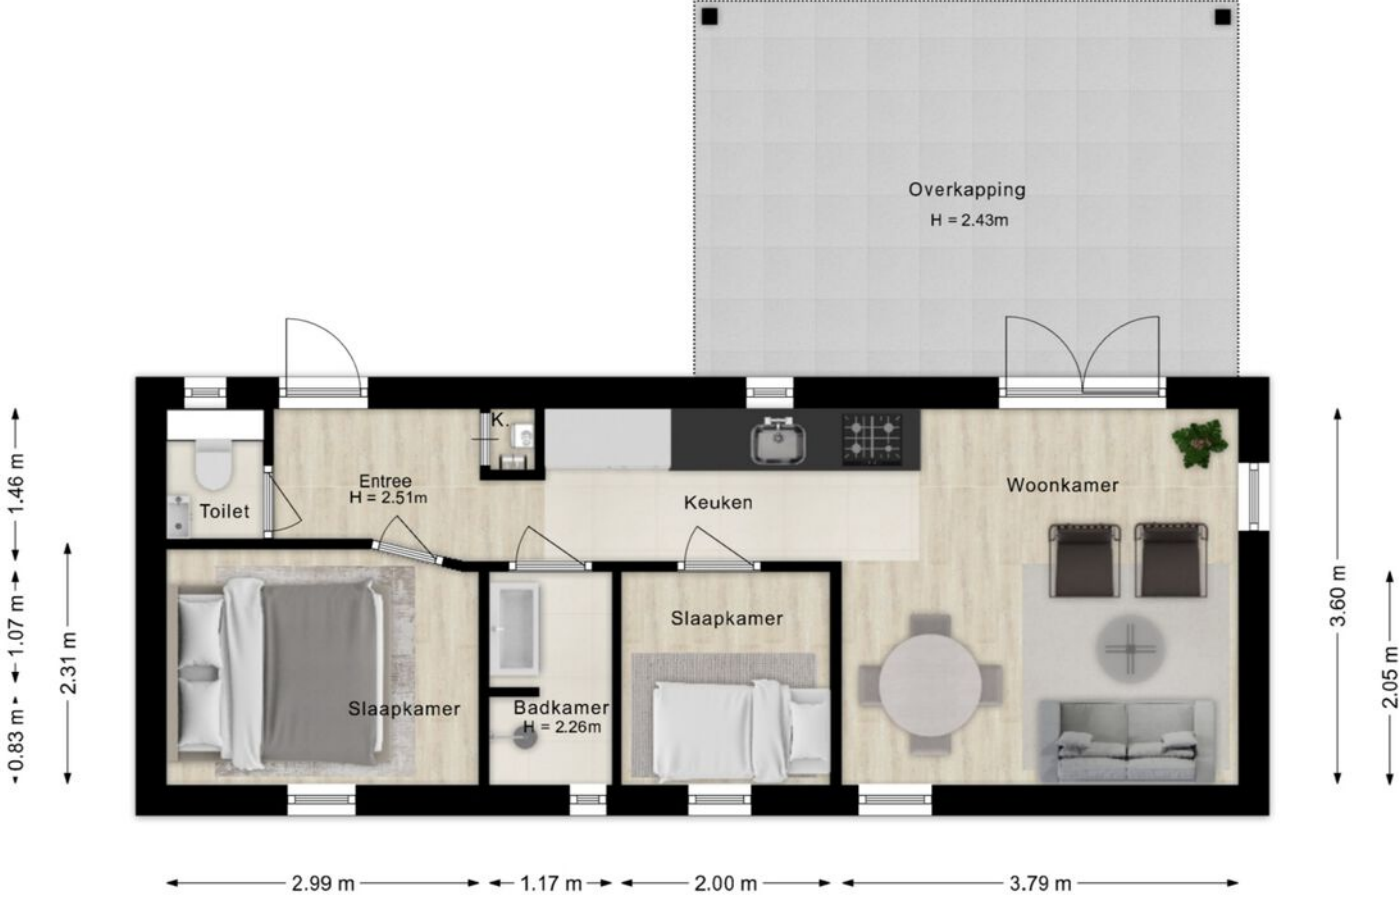 Overkapping
H = 2.43m
K.
Entree
H = 2.51m
Toilet
Keuken
Woonkamer
Slaapkamer
Slaapkamer
Badkamer
H = 2.26m
1.46 m
1.07 m
0.83 m
2.31 m
3.60 m
2.05 m
2.99 m
1.17 m
2.00 m
3.79 m